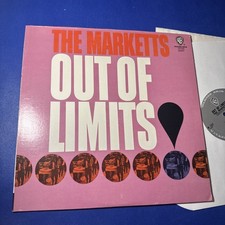 THE MARKETTS
OUT OF
LIMITS!